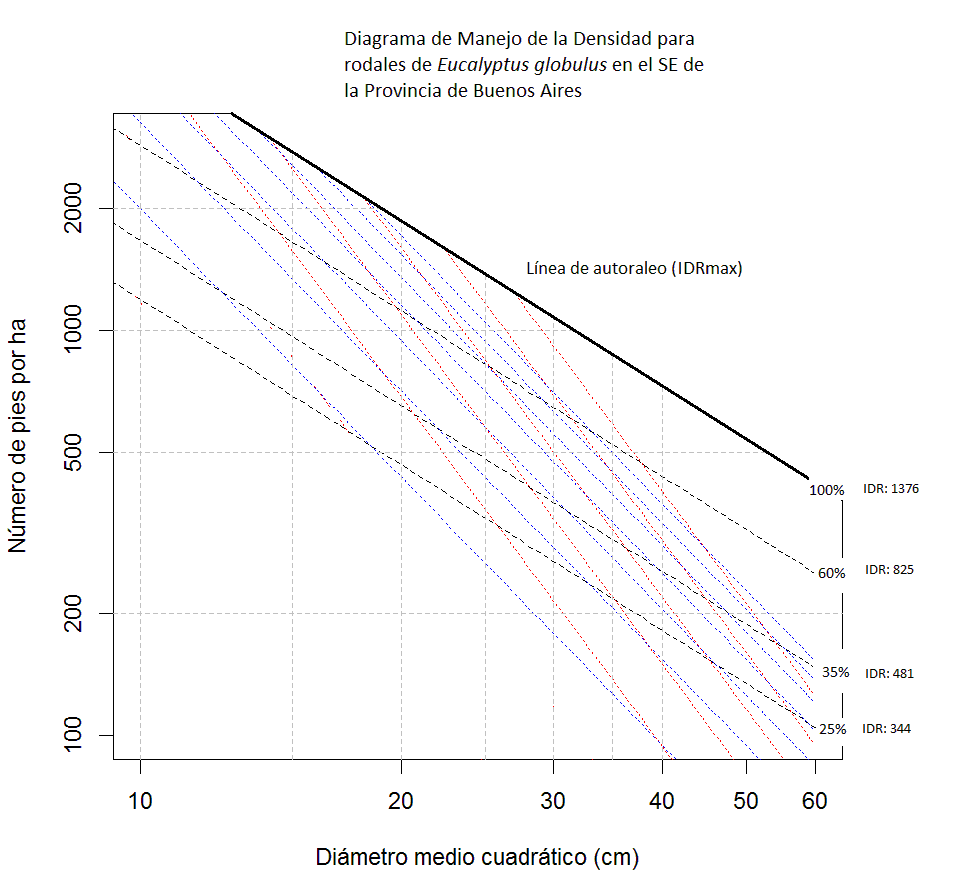 Diagrama de Manejo de la Densidad para
rodales de Eucalyptus globulus en el SE de
la Provincia de Buenos Aires
Línea de autoraleo (IDRmax)
Número de pies por ha
2000
1000
500
200
100
100% IDR: 1376
60% IDR: 825
35% IDR: 481
25% IDR: 344
10 20 30 40 50 60
Diámetro medio cuadrático (cm)